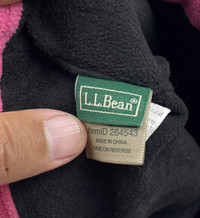 L.L.Bean®
ItemID 264543
MADE IN CHINA
CARE ON REVERSE